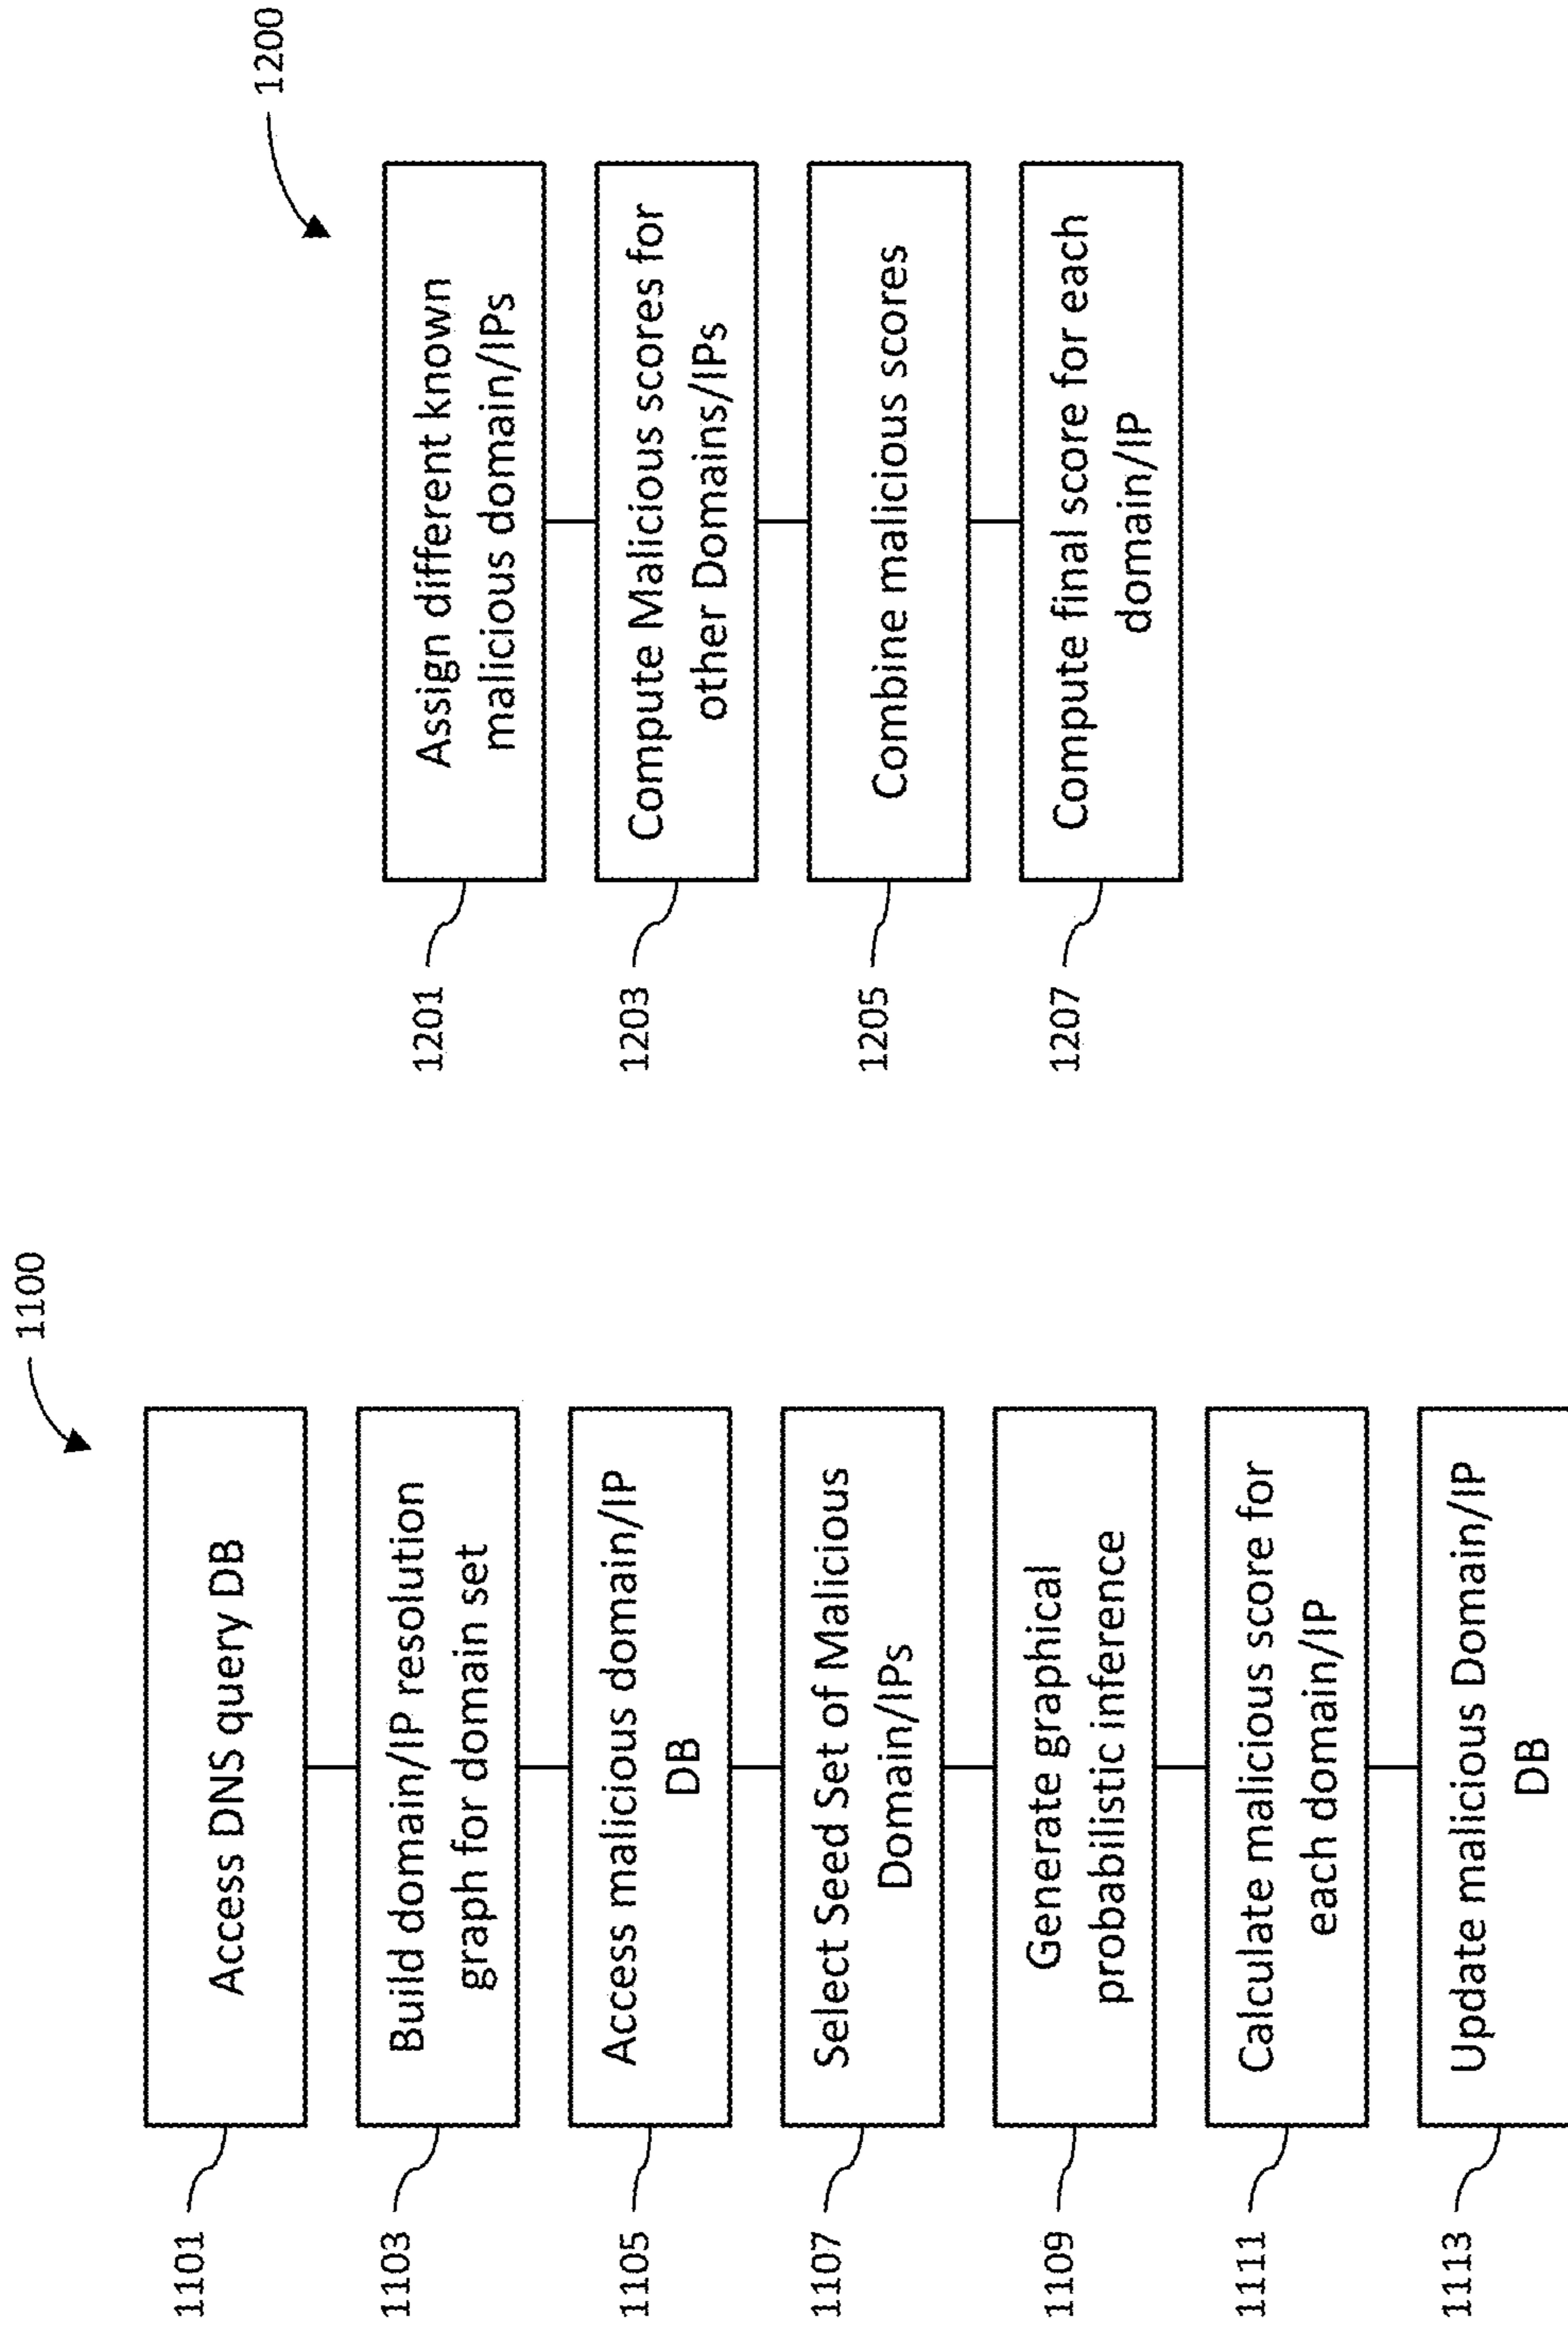 1100
1101
Access DNS query DB
1103
Build domain/IP resolution
graph for domain set
1105
Access malicious domain/IP
DB
1107
Select Seed Set of Malicious
Domain/IPs
1109
Generate graphical
probabilistic inference
1111
Calculate malicious score for
each domain/IP
1113
Update malicious Domain/IP
DB
1200
1201
Assign different known
malicious domain/IPs
1203
Compute Malicious scores for
other Domains/IPs
1205
Combine malicious scores
1207
Compute final score for each
domain/IP